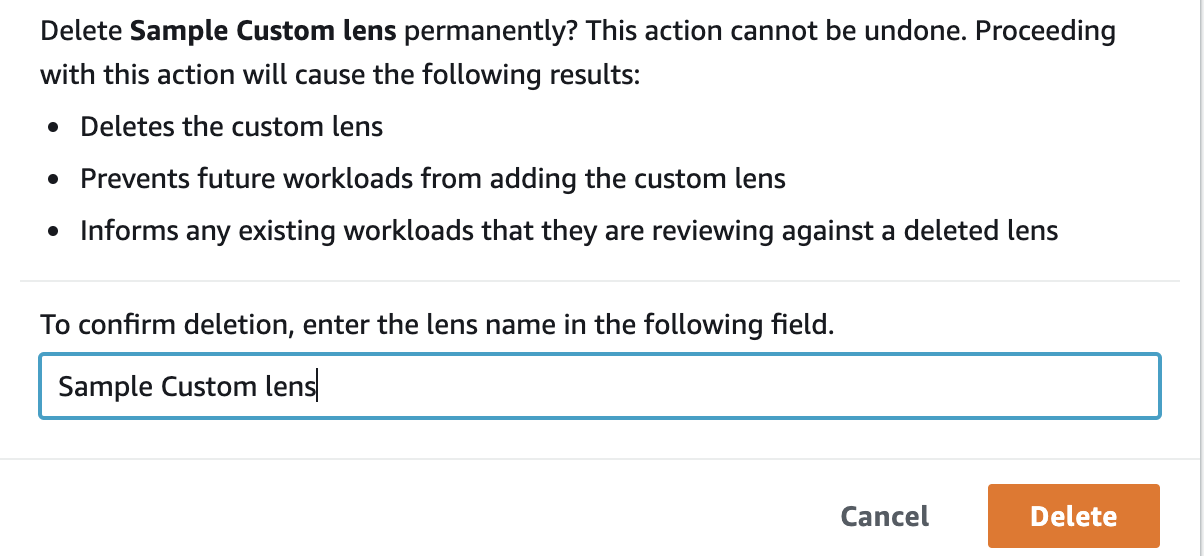 Delete Sample Custom lens permanently? This action cannot be undone. Proceeding
with this action will cause the following results:
• Deletes the custom lens
• Prevents future workloads from adding the custom lens
• Informs any existing workloads that they are reviewing against a deleted lens
To confirm deletion, enter the lens name in the following field.
Sample Custom lens
Cancel Delete